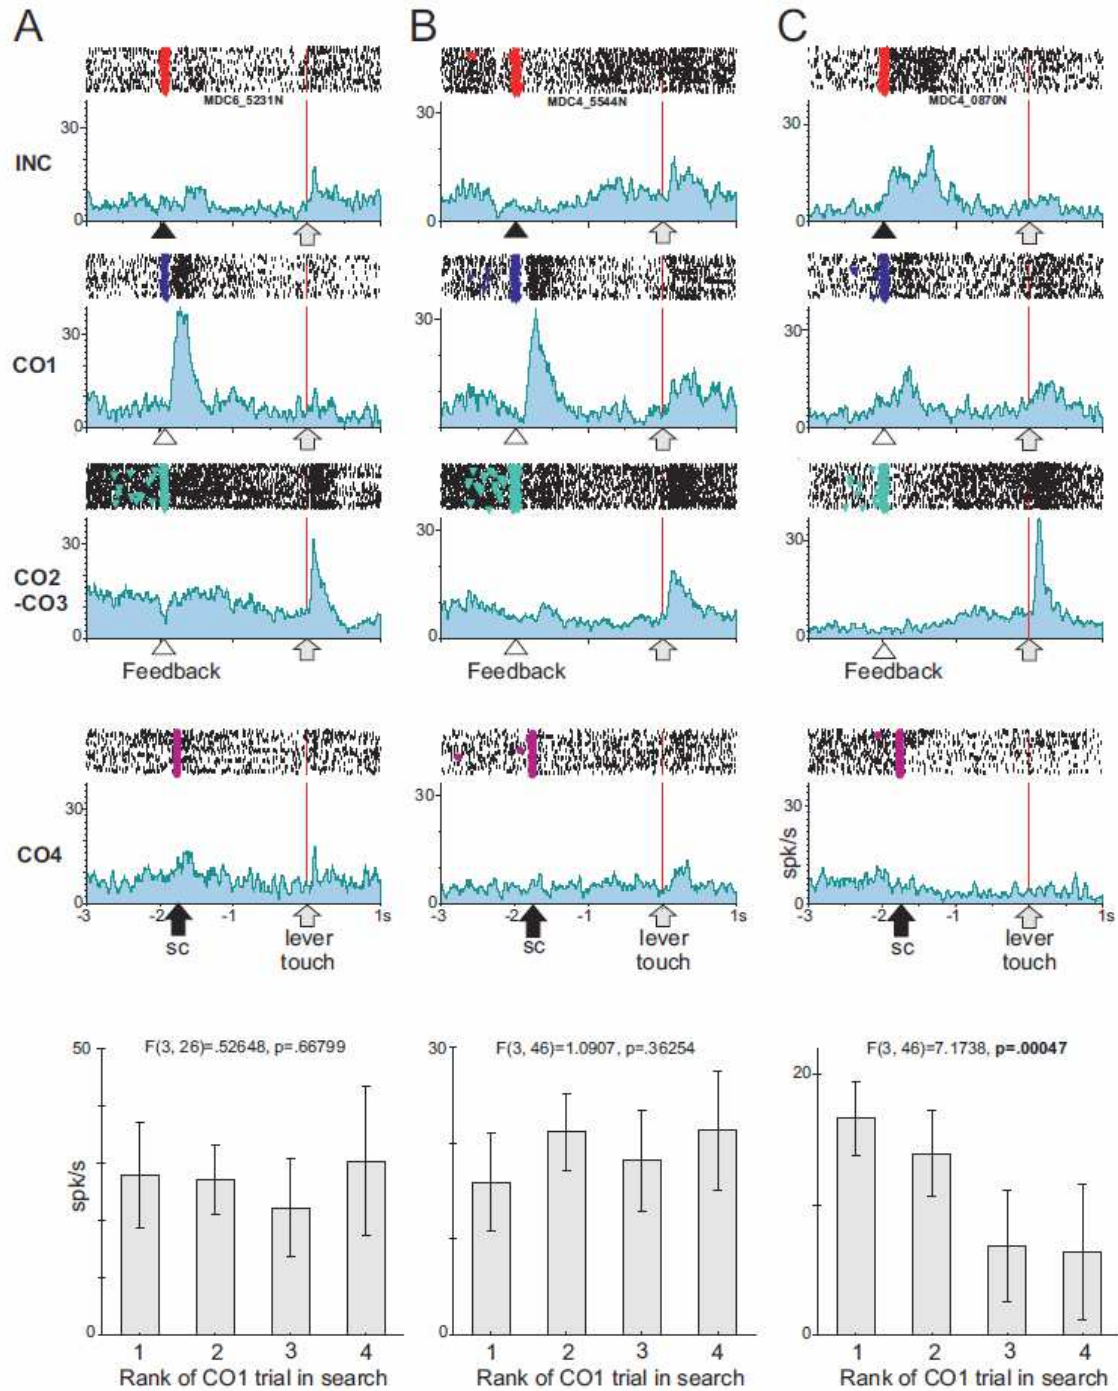 A B C
MDC6_5231N MDC4_5544N MDC4_0870N
30 30 30
INC
0 0 0
30 30 30
CO1
0 0 0
30 30 30
CO2
-CO3
0 0 0
Feedback Feedback Feedback
30 30 30
CO4
spk/s
0 0 0
-3 -2 -1 1s -3 -2 -1 1s -3 -2 -1 1s
sc lever touch sc lever touch sc lever touch
F(3, 26)=.52648, p=.66799 F(3, 46)=1.0907, p=.36254 F(3, 46)=7.1738, p=.00047
50 30 20
spk/s
0 0 0
1 2 3 4 1 2 3 4 1 2 3 4
Rank of CO1 trial in search Rank of CO1 trial in search Rank of CO1 trial in search